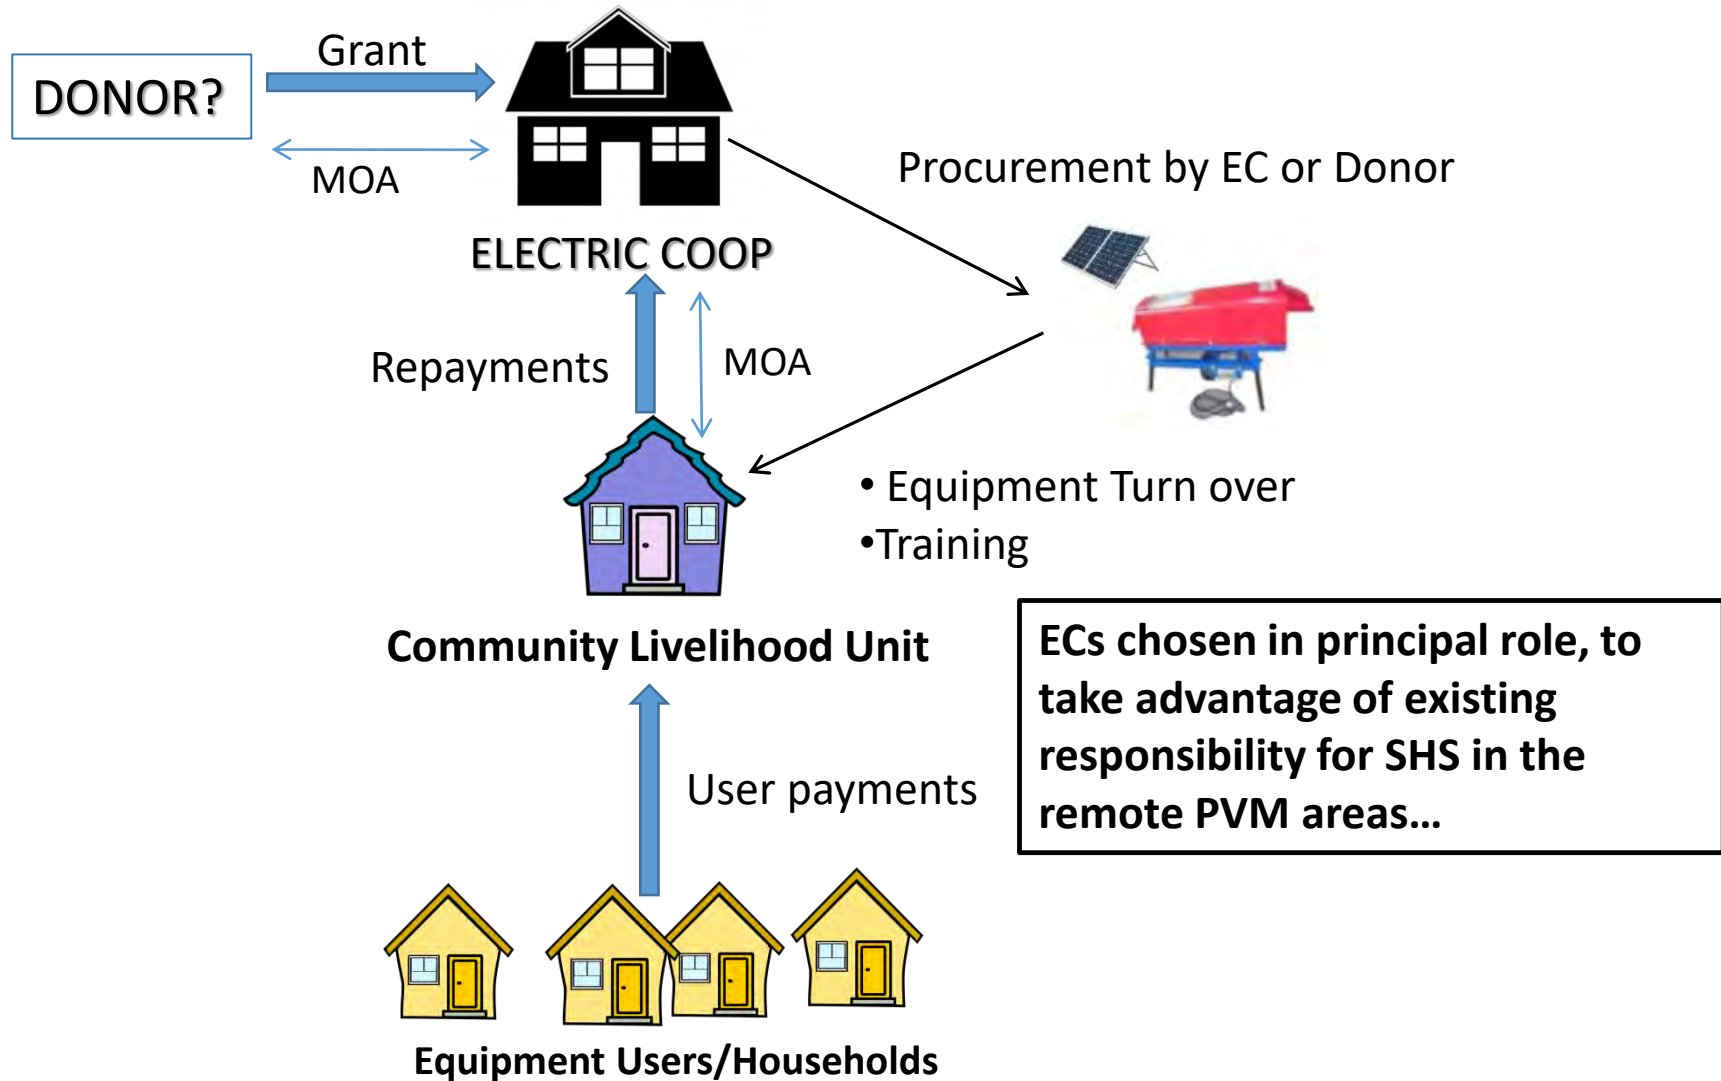 Grant
DONOR?
MOA
Procurement by EC or Donor
ELECTRIC COOP
Repayments
MOA
• Equipment Turn over
•Training
Community Livelihood Unit
ECs chosen in principal role, to
take advantage of existing
responsibility for SHS in the
remote PVM areas…
User payments
Equipment Users/Households